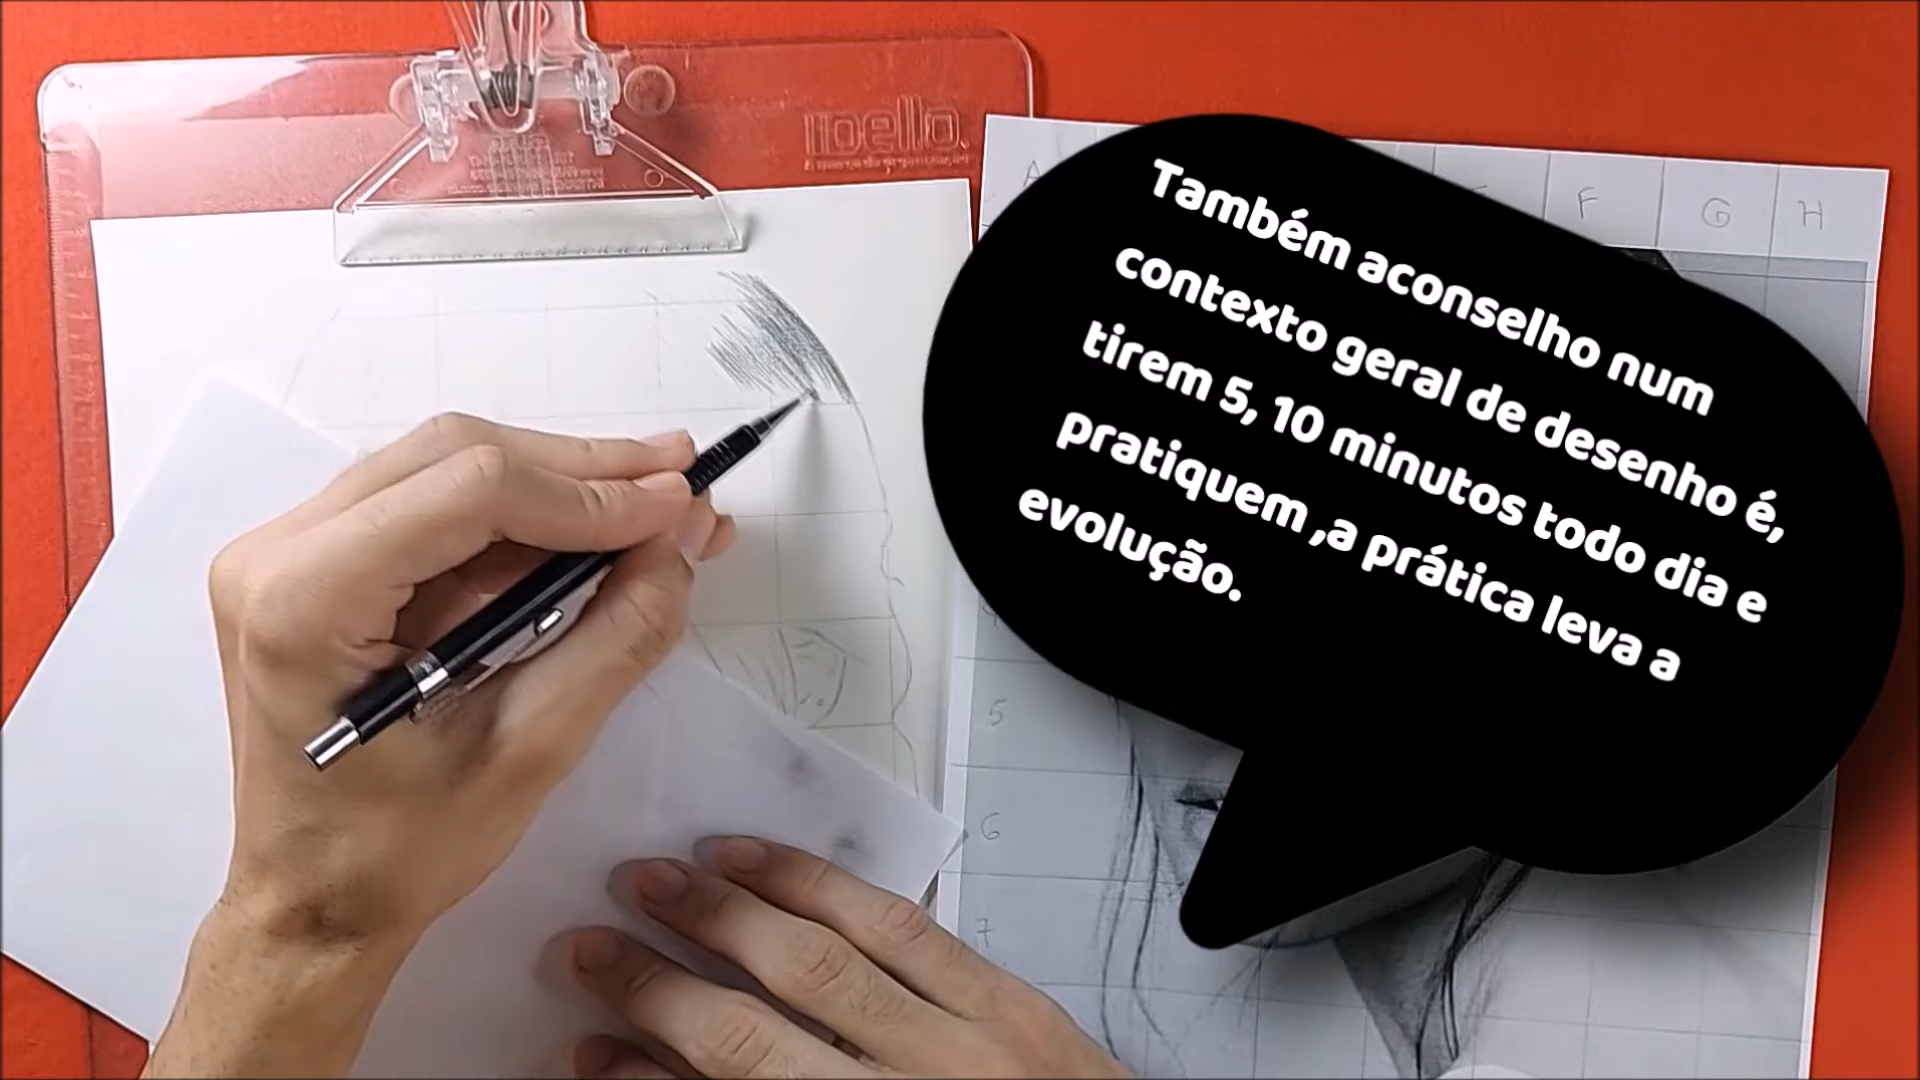 Também aconselho num
contexto geral de desenho é,
tirem 5, 10 minutos todo dia e
pratiquem ,a prática leva a
evolução.
A
F
G
H
5
6
7